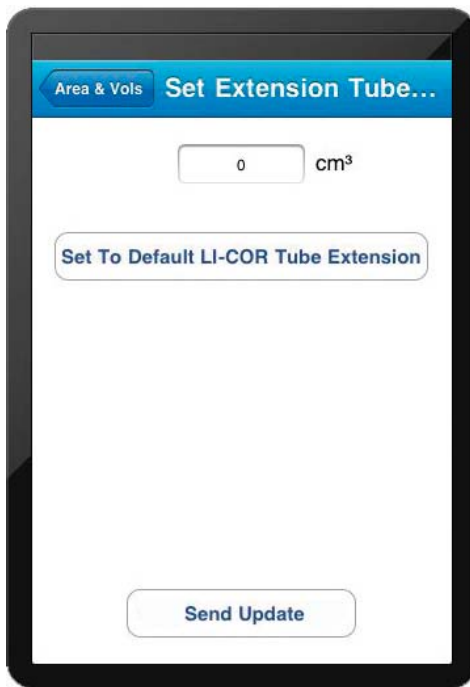 Area & Vols
Set Extension Tube...
0 cm³
Set To Default LI-COR Tube Extension
Send Update